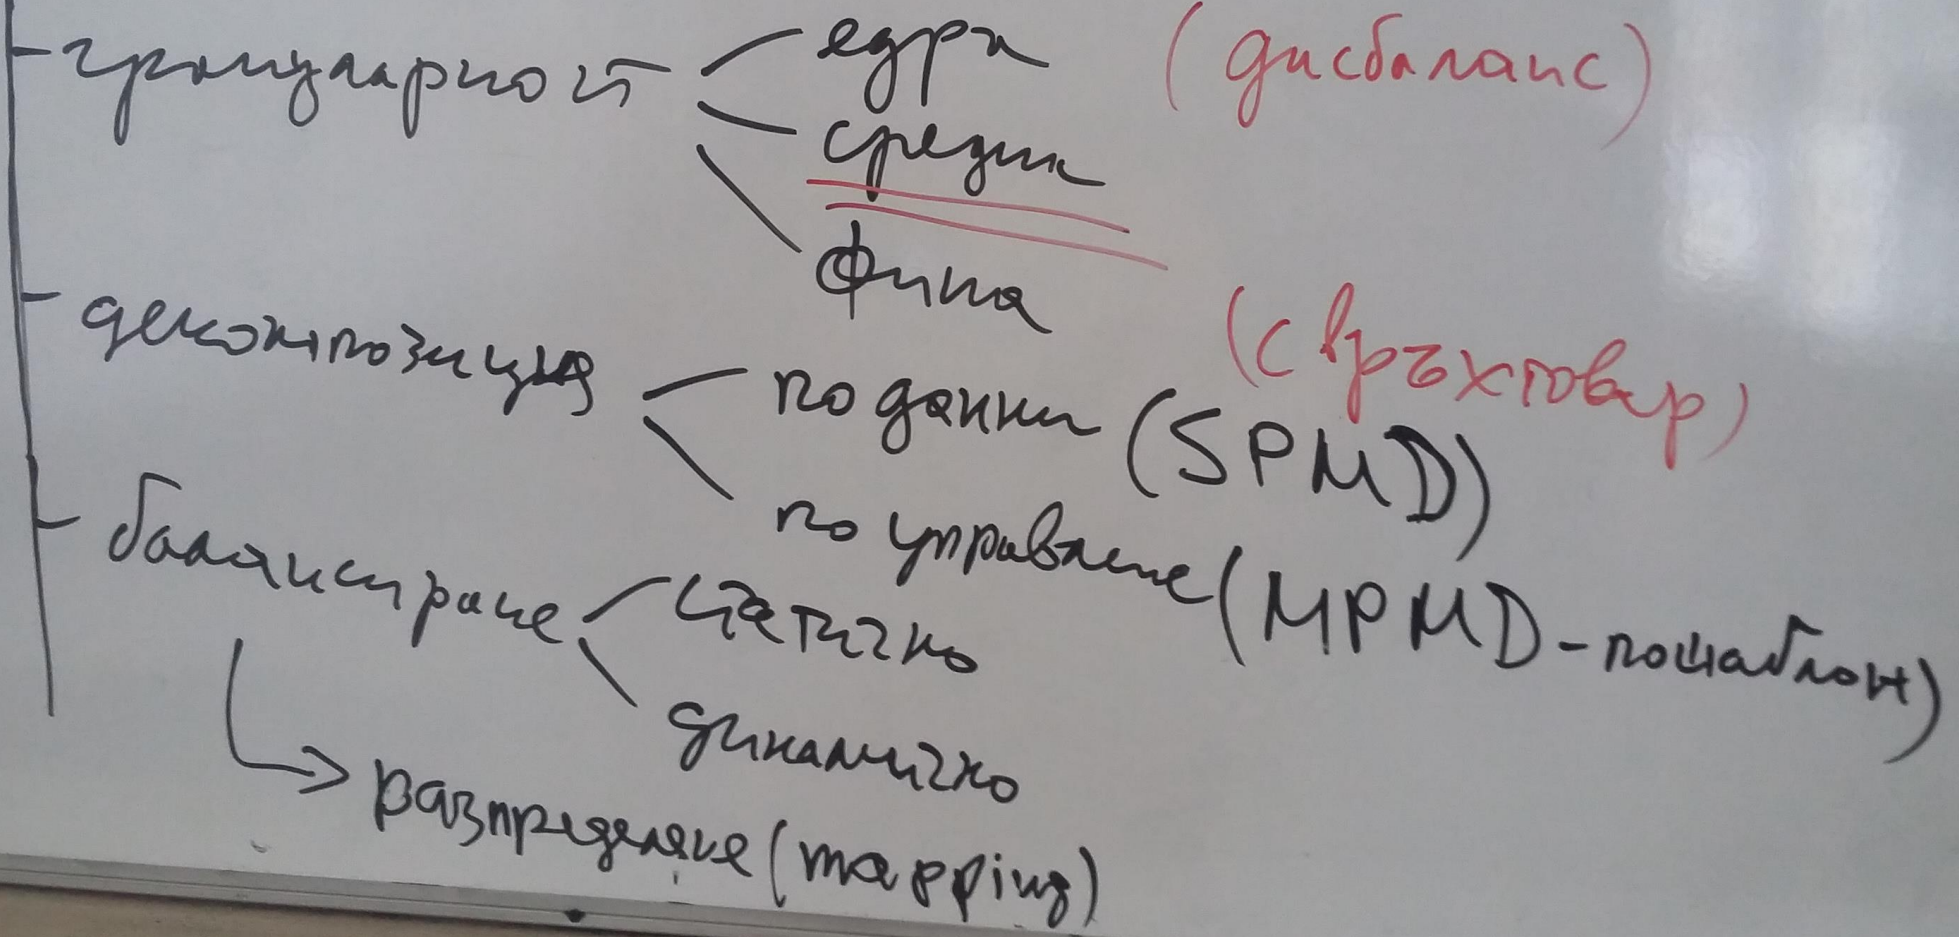 грануларност
едра (дисбаланс)
средна
фина (свръхтовар)
декомпозиция
по данни (SPMD)
по управление (MPMD - пошаблон)
балансиране
статично
динамично
разпределяне (mapping)